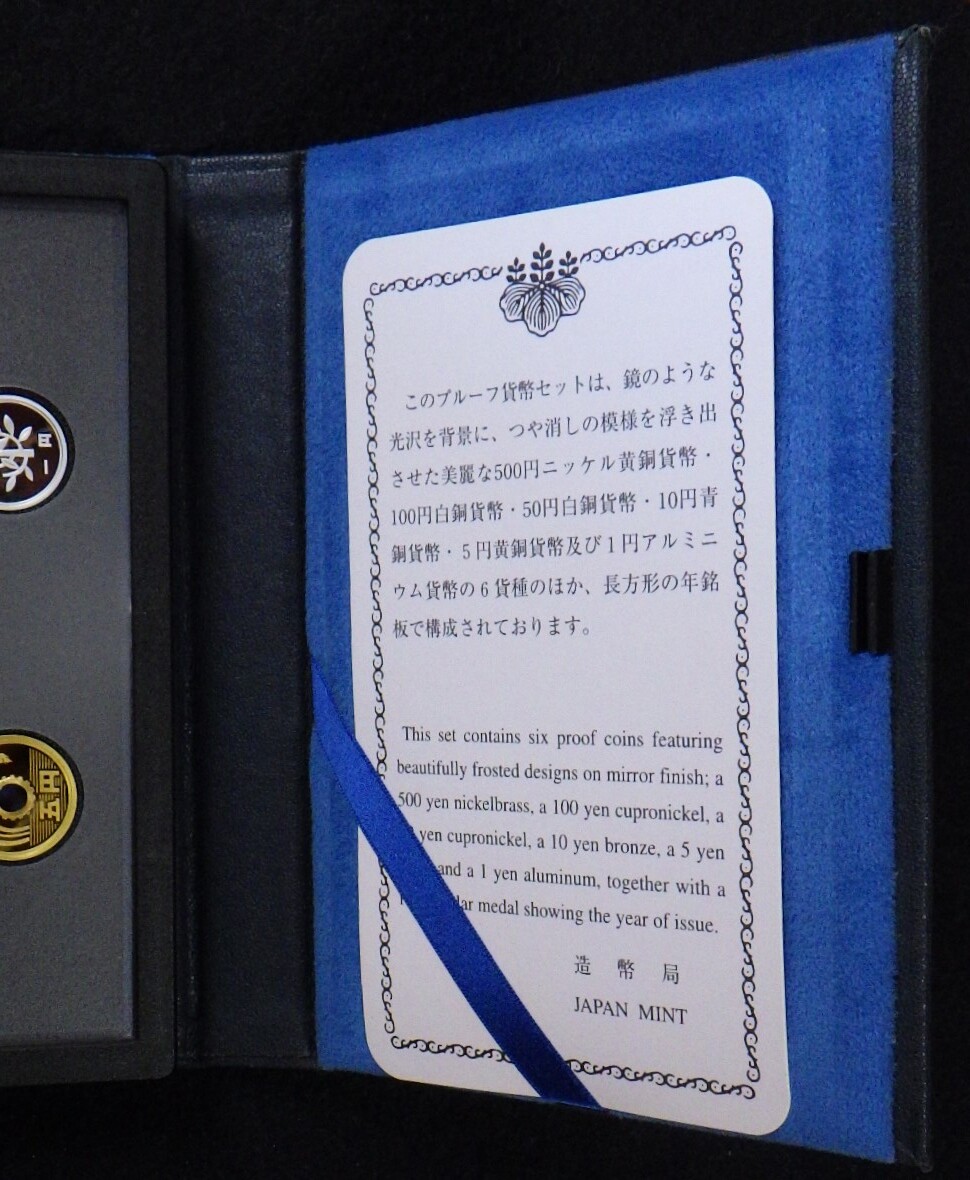 円
一
五円
このプルーフ貨幣セットは、鏡のような
光沢を背景に、つや消しの模様を浮き出
させた美麗な500円ニッケル黄銅貨幣・
100円白銅貨幣・50円白銅貨幣・10円青
銅貨幣・５円黄銅貨幣及び１円アルミニ
ウム貨幣の６貨種のほか、長方形の年銘
板で構成されております。
This set contains six proof coins featuring
beautifully frosted designs on mirror finish; a
500 yen nickelbrass, a 100 yen cupronickel, a
yen cupronickel, a 10 yen bronze, a 5 yen
and a 1 yen aluminum, together with a
medal showing the year of issue.
造幣局
JAPAN MINT